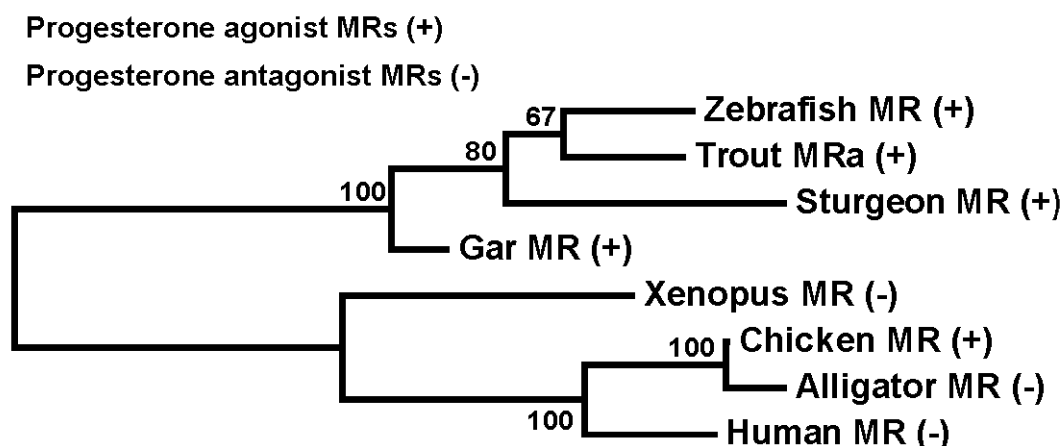 Progesterone agonist MRs (+)
Progesterone antagonist MRs (-)
Zebrafish MR (+)
67
Trout MRa (+)
80
Sturgeon MR (+)
100
Gar MR (+)
Xenopus MR (-)
Chicken MR (+)
100
Alligator MR (-)
100
Human MR (-)